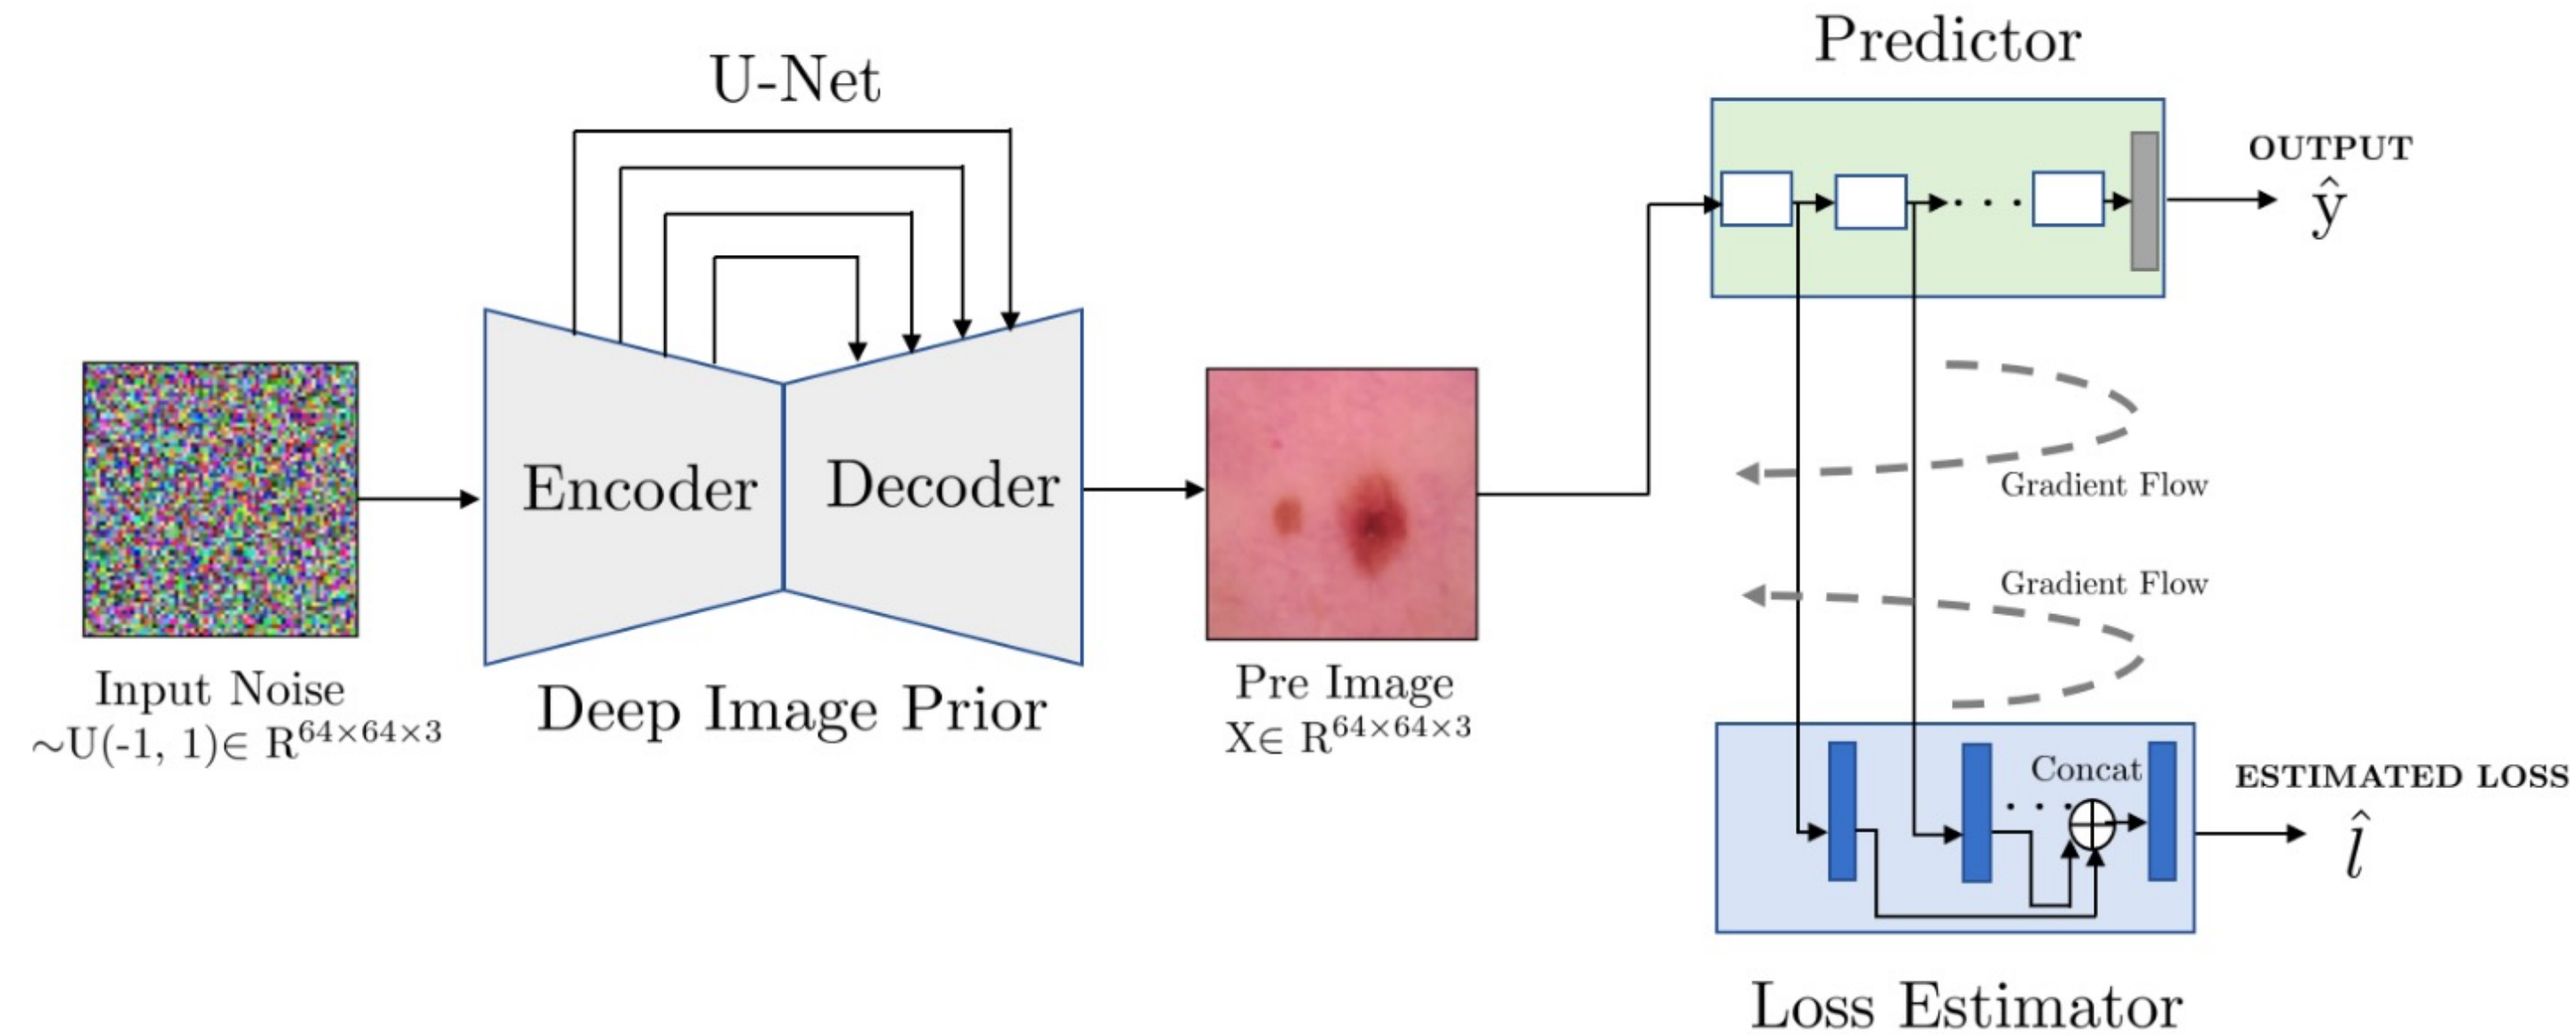 U-Net
Encoder
Decoder
Input Noise
~U(-1, 1)∈ R^{64×64×3}
Deep Image Prior
Pre Image
X∈ R^{64×64×3}
Predictor
OUTPUT
ŷ
Gradient Flow
Gradient Flow
Concat
ESTIMATED LOSS
l̂
Loss Estimator